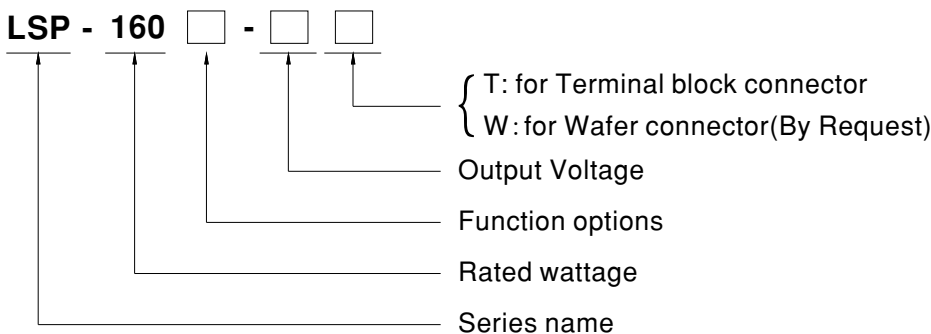 LSP - 160 □ - □ □
T: for Terminal block connector
W: for Wafer connector(By Request)
Output Voltage
Function options
Rated wattage
Series name